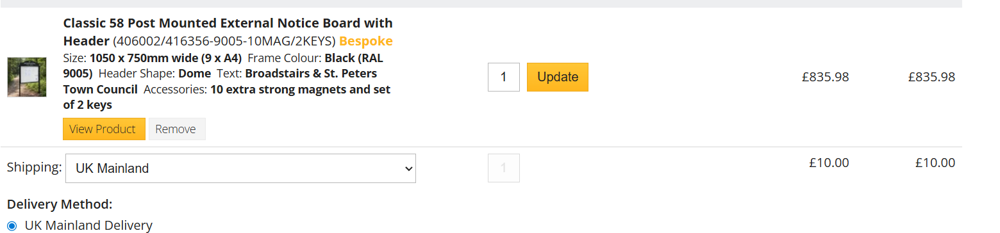 Classic 58 Post Mounted External Notice Board with
Header (406002/416356-9005-10MAG/2KEYS) Bespoke
Size: 1050 x 750mm wide (9 x A4) Frame Colour: Black (RAL
9005) Header Shape: Dome Text: Broadstairs & St. Peters
Town Council Accessories: 10 extra strong magnets and set
of 2 keys
1 Update £835.98 £835.98
View Product Remove
Shipping: UK Mainland 1 £10.00 £10.00
Delivery Method:
UK Mainland Delivery